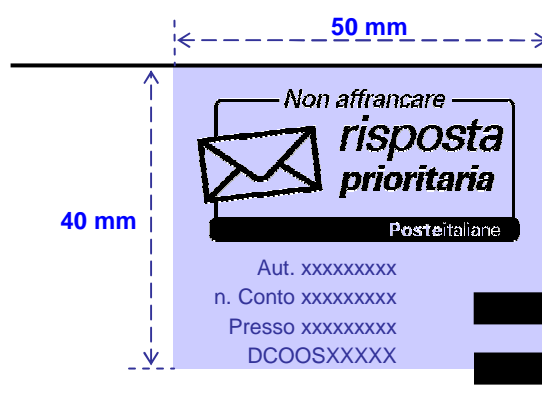 50 mm
Non affrancare
risposta
prioritaria
40 mm
Posteitaliane
Aut. xxxxxxxxx
n. Conto xxxxxxxxx
Presso xxxxxxxxx
DCOOSXXXXX